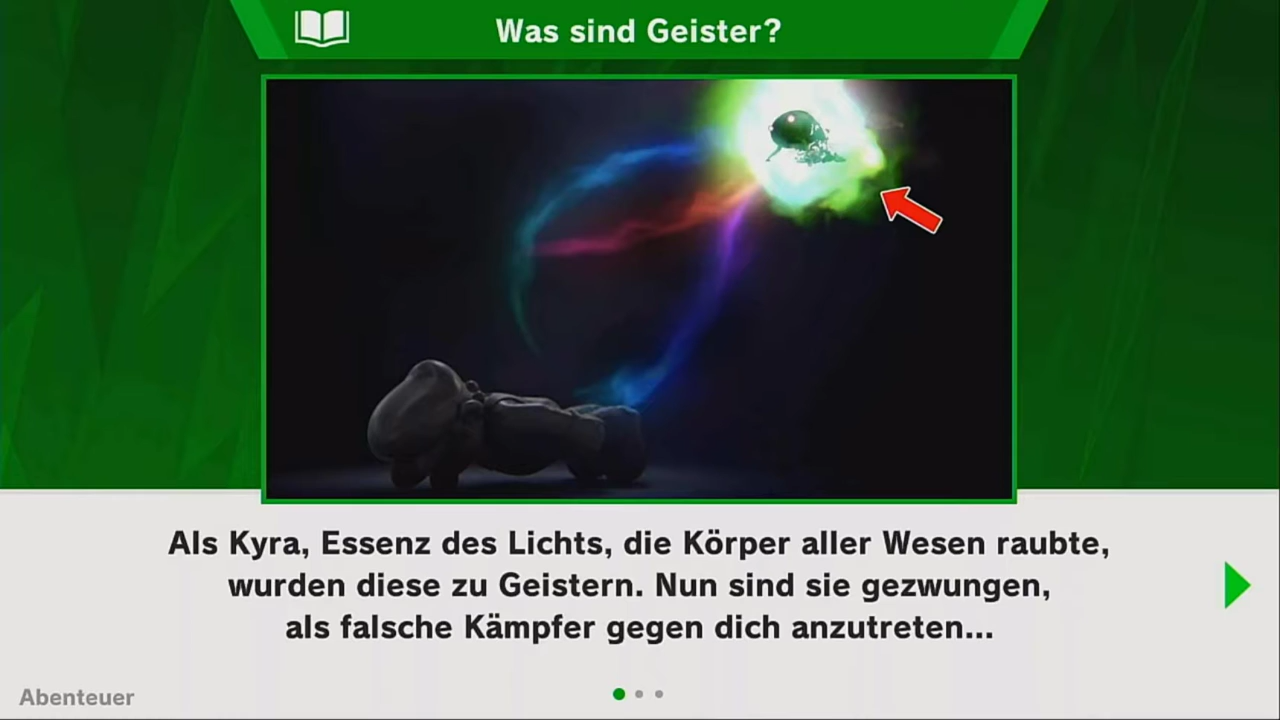 Was sind Geister?
Als Kyra, Essenz des Lichts, die Körper aller Wesen raubte,
wurden diese zu Geistern. Nun sind sie gezwungen,
als falsche Kämpfer gegen dich anzutreten...
Abenteuer